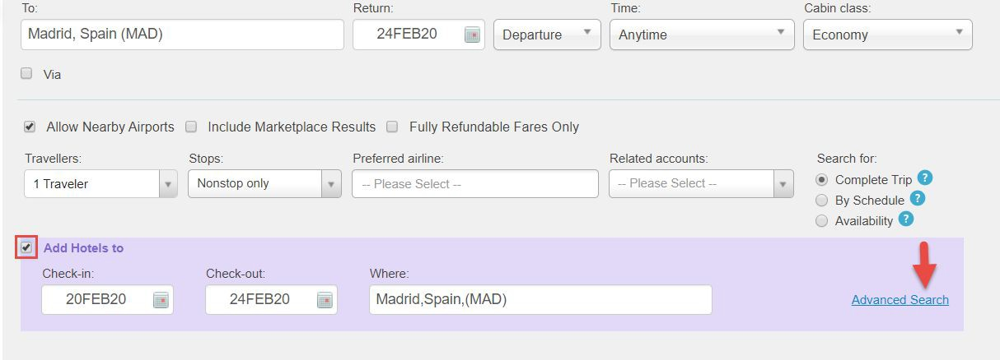 To: Return: Time: Cabin class:
Madrid, Spain (MAD) 24FEB20 Departure Anytime Economy
Via
Allow Nearby Airports Include Marketplace Results Fully Refundable Fares Only
Travellers: Stops: Preferred airline: Related accounts: Search for:
1 Traveler Nonstop only -- Please Select -- -- Please Select -- Complete Trip ?
By Schedule ?
Availability ?
Add Hotels to
Check-in: Check-out: Where:
20FEB20 24FEB20 Madrid,Spain,(MAD) Advanced Search